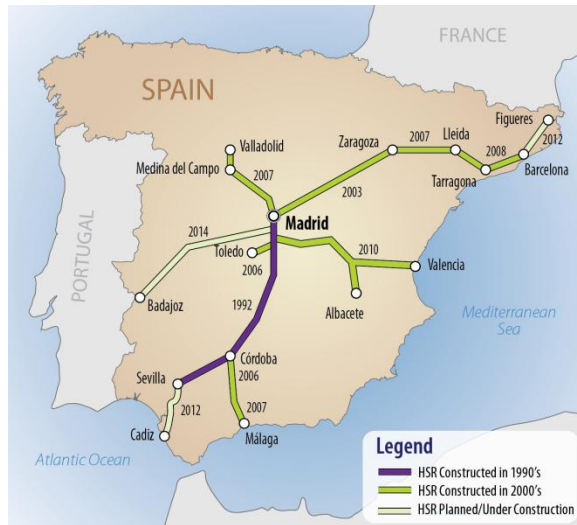 FRANCE
SPAIN
Figueres
Valladolid
Zaragoza
2007
Lleida
2012
Medina del Campo
2007
2008
Barcelona
2003
Tarragona
Madrid
2014
PORTUGAL
Toledo
2006
2010
Valencia
Badajoz
Albacete
1992
Mediterranean
Sea
Córdoba
Sevilla
2006
2012
2007
Cadiz
Málaga
Atlantic Ocean
Legend
HSR Constructed in 1990's
HSR Constructed in 2000's
HSR Planned/Under Construction